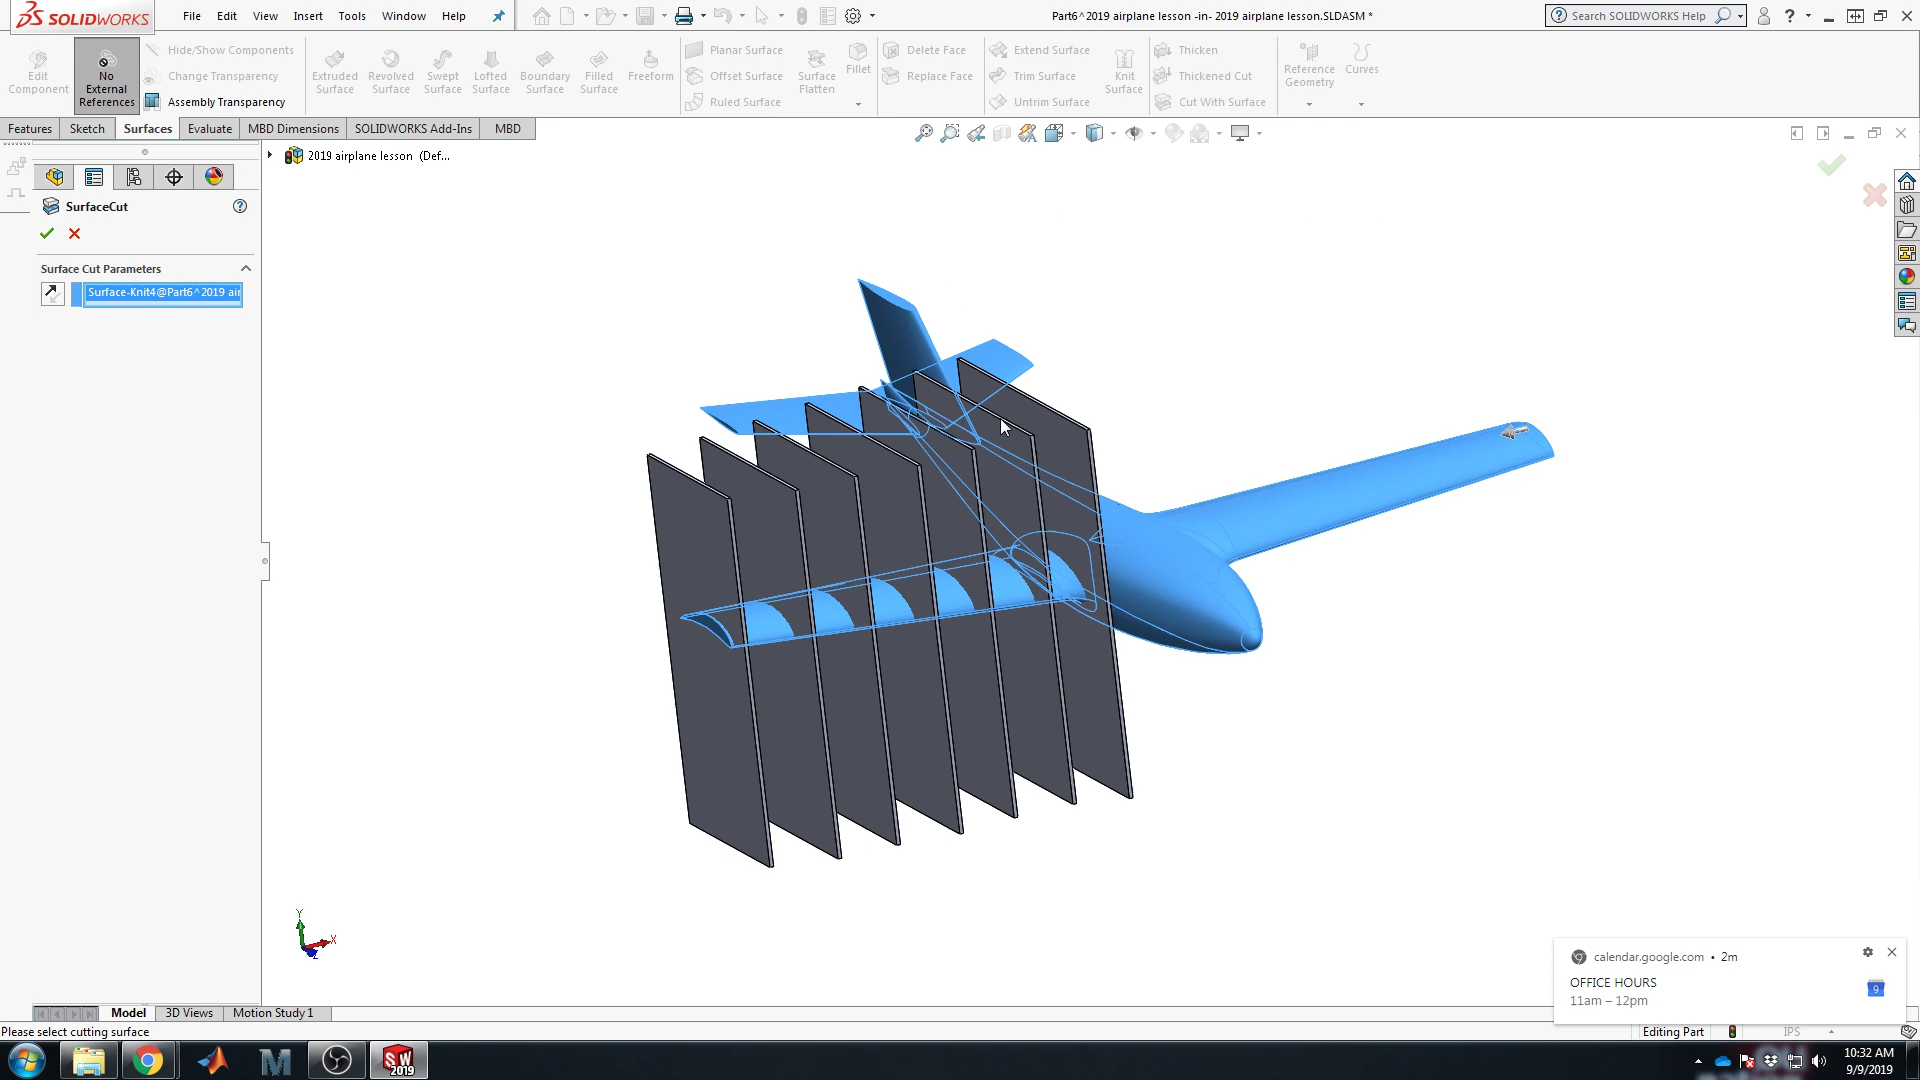 SOLIDWORKS
File Edit View Insert Tools Window Help
Part6^2019 airplane lesson -in- 2019 airplane lesson.SLDASM *
Search SOLIDWORKS Help
Edit Component
No External References
Hide/Show Components
Change Transparency
Assembly Transparency
Extruded Surface
Revolved Surface
Swept Surface
Lofted Surface
Boundary Surface
Filled Surface
Freeform
Planar Surface
Offset Surface
Ruled Surface
Surface Flatten
Fillet
Delete Face
Replace Face
Extend Surface
Trim Surface
Untrim Surface
Knit Surface
Thicken
Thickened Cut
Cut With Surface
Reference Geometry
Curves
Features Sketch Surfaces Evaluate MBD Dimensions SOLIDWORKS Add-Ins MBD
2019 airplane lesson (Def...
SurfaceCut
Surface Cut Parameters
Surface-Knit4@Part6^2019 air
Y
X
Z
calendar.google.com • 2m
OFFICE HOURS
11am – 12pm
9
Model 3D Views Motion Study 1
Please select cutting surface
Editing Part
IPS
SW 2019
10:32 AM
9/9/2019